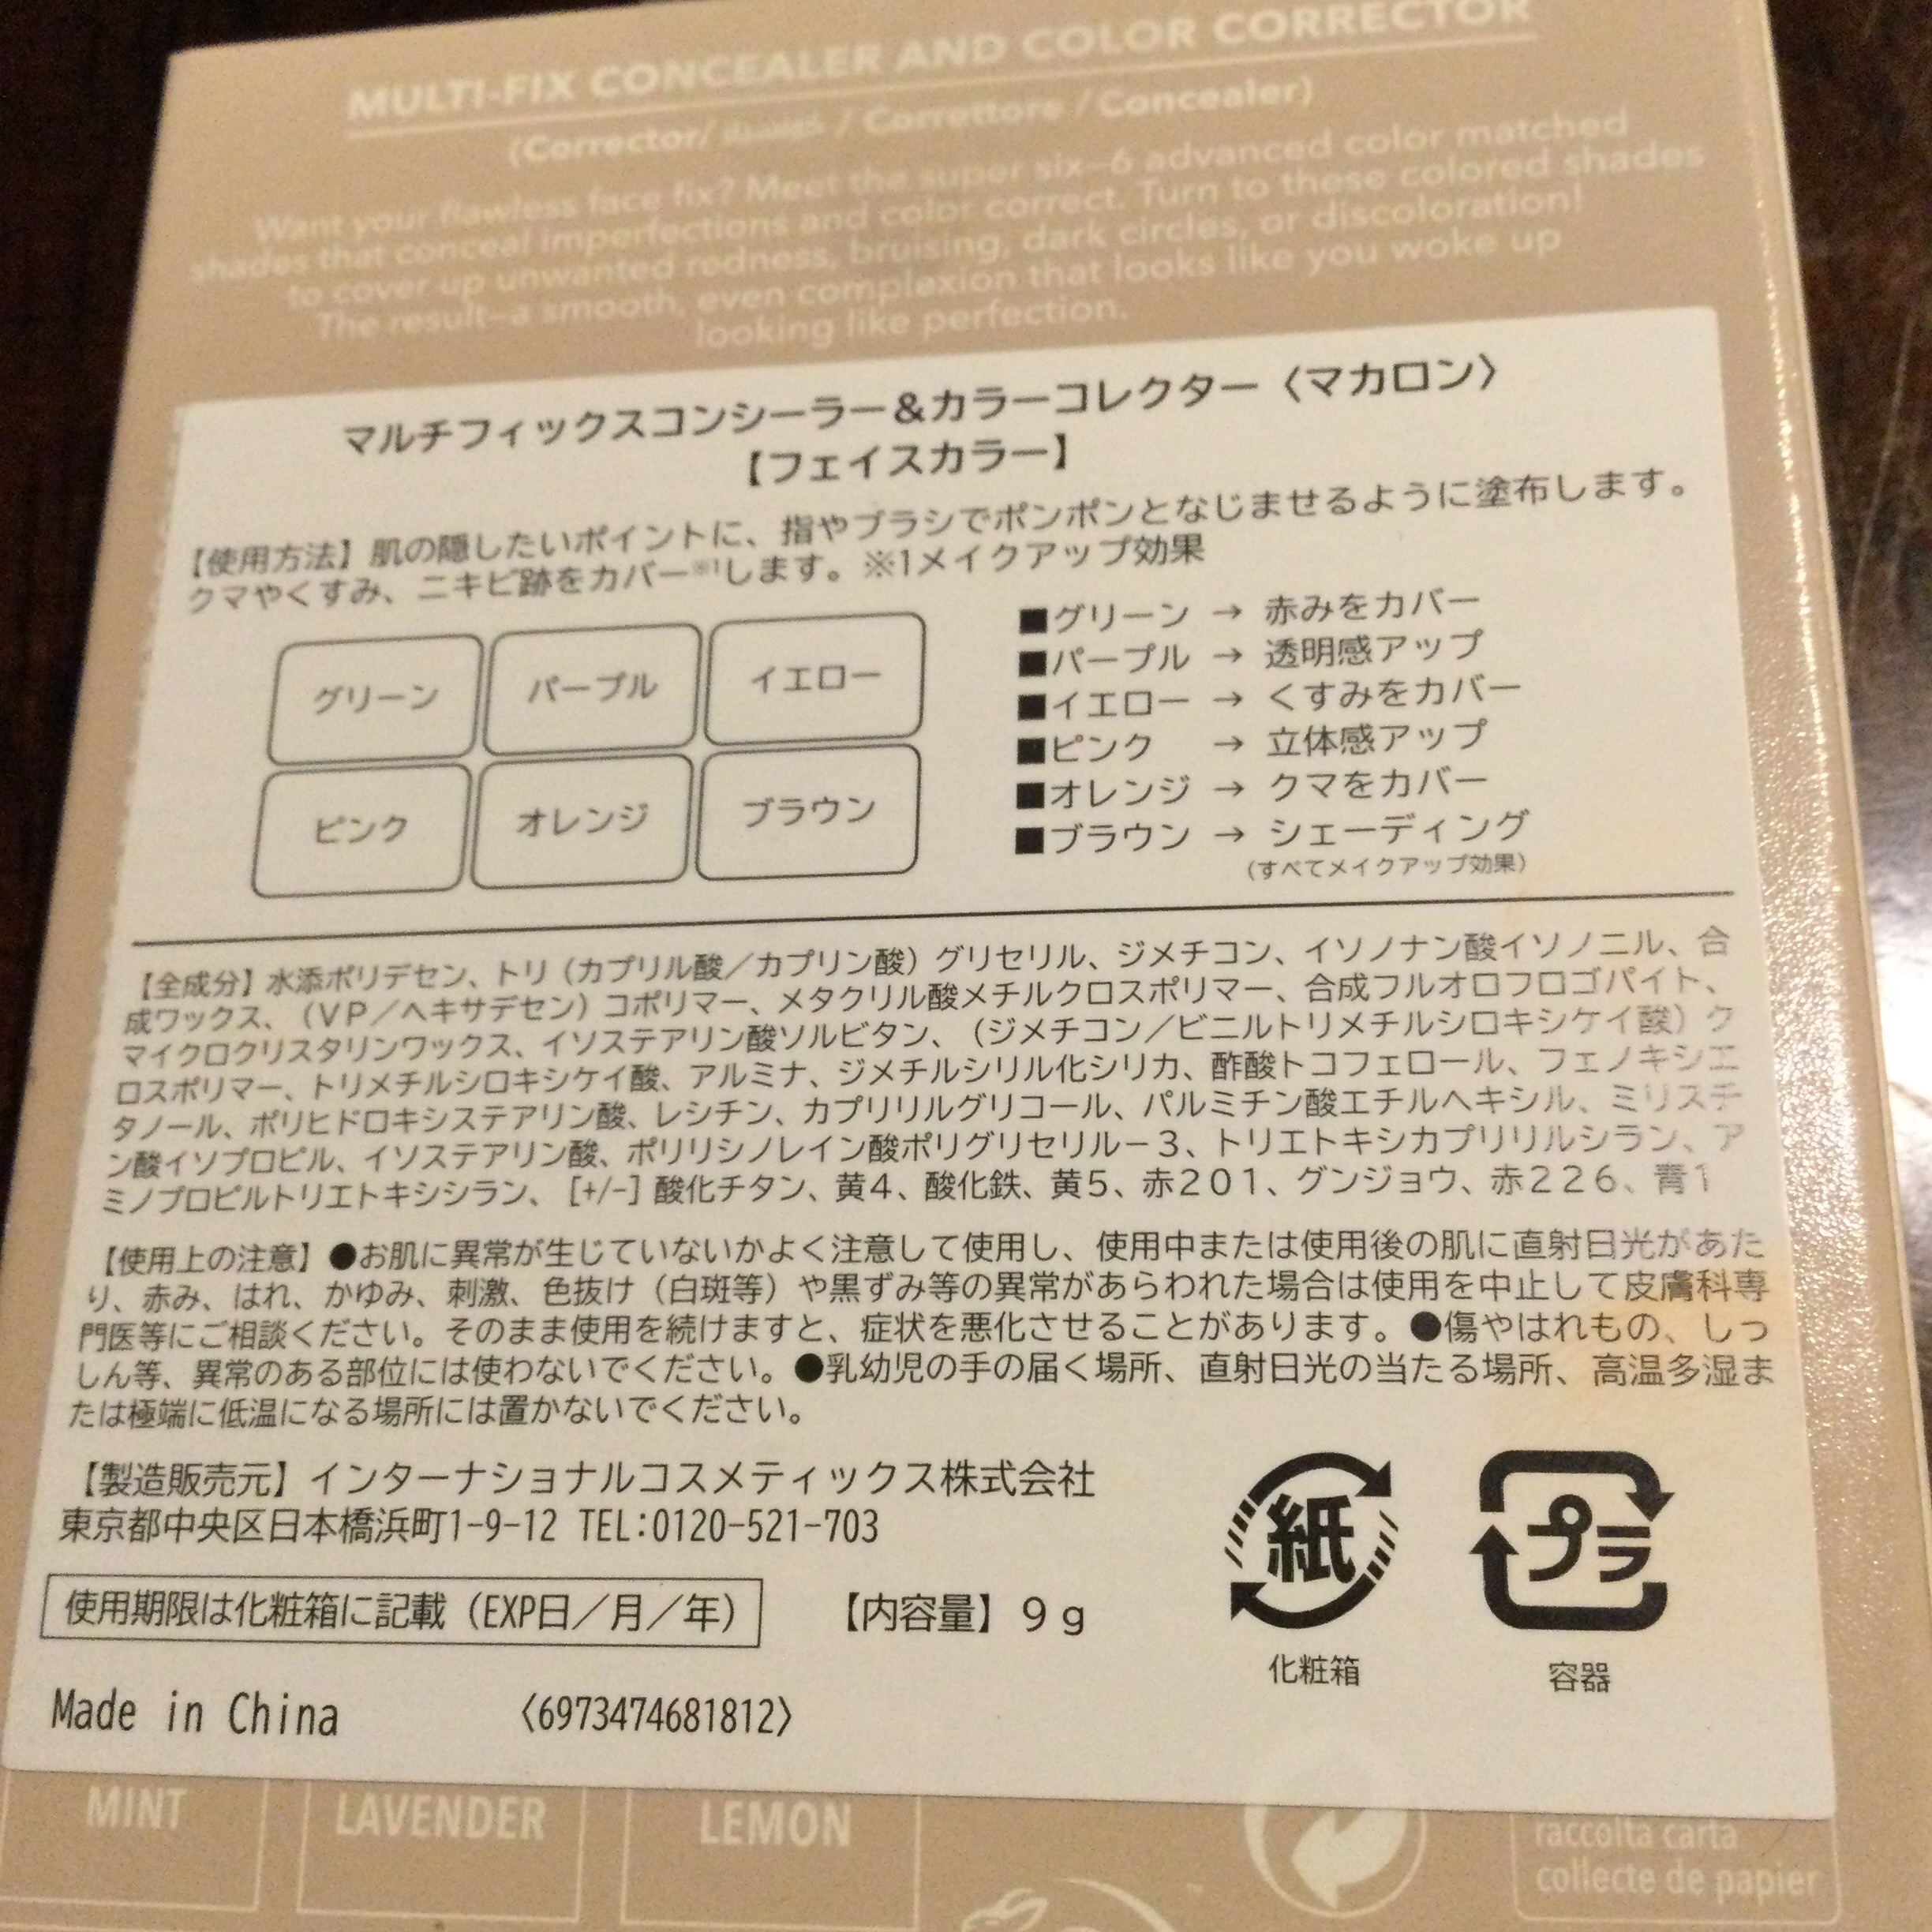 MULTI-FIX CONCEALER AND COLOR CORRECTOR
(Corrector/ / Correttore / Concealer)
Want your flawless face fix? Meet the super six–6 advanced color matched
shades that conceal imperfections and color correct. Turn to these colored shades
to cover up unwanted redness, bruising, dark circles, or discoloration!
The result–a smooth, even complexion that looks like you woke up
looking like perfection.
マルチフィックスコンシーラー&カラーコレクター〈マカロン〉
【フェイスカラー】
【使用方法】肌の隠したいポイントに、指やブラシでポンポンとなじませるように塗布します。
クマやくすみ、ニキビ跡をカバー※1します。※1メイクアップ効果
グリーン パープル イエロー
ピンク オレンジ ブラウン
■グリーン → 赤みをカバー
■パープル → 透明感アップ
■イエロー → くすみをカバー
■ピンク → 立体感アップ
■オレンジ → クマをカバー
■ブラウン → シェーディング
(すべてメイクアップ効果)
【全成分】水添ポリデセン、トリ(カプリル酸/カプリン酸)グリセリル、ジメチコン、イソノナン酸イソノニル、合
成ワックス、(VP/ヘキサデセン)コポリマー、メタクリル酸メチルクロスポリマー、合成フルオロフロゴパイト、
マイクロクリスタリンワックス、イソステアリン酸ソルビタン、(ジメチコン/ビニルトリメチルシロキシケイ酸)ク
ロスポリマー、トリメチルシロキシケイ酸、アルミナ、ジメチルシリル化シリカ、酢酸トコフェロール、フェノキシエ
タノール、ポリヒドロキシステアリン酸、レシチン、カプリリルグリコール、パルミチン酸エチルヘキシル、ミリスチ
ン酸イソプロピル、イソステアリン酸、ポリリシノレイン酸ポリグリセリル－3、トリエトキシカプリリルシラン、ア
ミノプロピルトリエトキシシラン、[+/-]酸化チタン、黄4、酸化鉄、黄5、赤201、グンジョウ、赤226、青1
【使用上の注意】●お肌に異常が生じていないかよく注意して使用し、使用中または使用後の肌に直射日光があた
り、赤み、はれ、かゆみ、刺激、色抜け(白斑等)や黒ずみ等の異常があらわれた場合は使用を中止して皮膚科専
門医等にご相談ください。そのまま使用を続けますと、症状を悪化させることがあります。●傷やはれもの、しっ
しん等、異常のある部位には使わないでください。●乳幼児の手の届く場所、直射日光の当たる場所、高温多湿ま
たは極端に低温になる場所には置かないでください。
【製造販売元】インターナショナルコスメティックス株式会社
東京都中央区日本橋浜町1-9-12 TEL:0120-521-703
使用期限は化粧箱に記載(EXP日/月/年) 【内容量】9g
紙 プラ
化粧箱 容器
Made in China 〈6973474681812〉
MINT LAVENDER LEMON
raccolta carta
collecte de papier